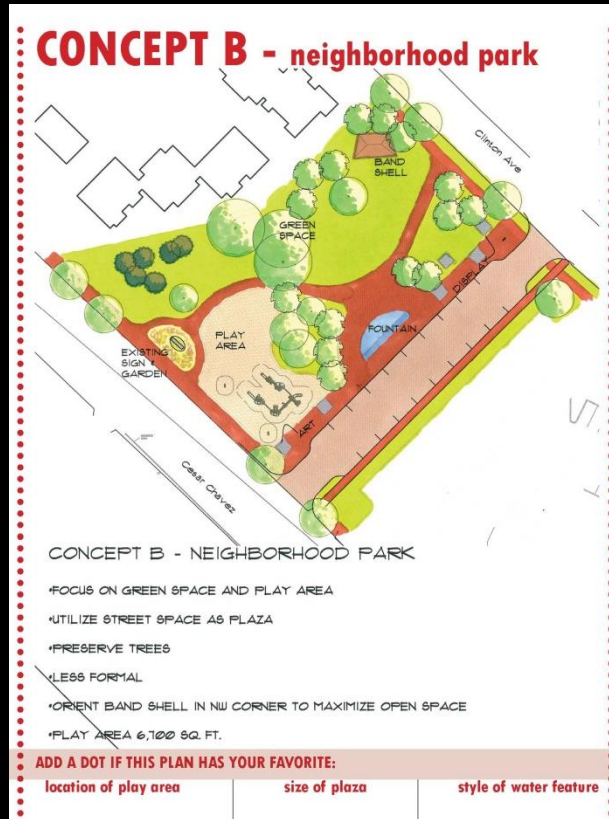 CONCEPT B - neighborhood park
Clinton Ave
BAND
SHELL
GREEN
SPACE
DISPLAY
FOUNTAIN
PLAY
AREA
EXISTING
SIGN &
GARDEN
ART
Cesar Chavez
CONCEPT B - NEIGHBORHOOD PARK
•FOCUS ON GREEN SPACE AND PLAY AREA
•UTILIZE STREET SPACE AS PLAZA
•PRESERVE TREES
•LESS FORMAL
•ORIENT BAND SHELL IN NW CORNER TO MAXIMIZE OPEN SPACE
•PLAY AREA 6,700 SQ. FT.
ADD A DOT IF THIS PLAN HAS YOUR FAVORITE:
location of play area
size of plaza
style of water feature